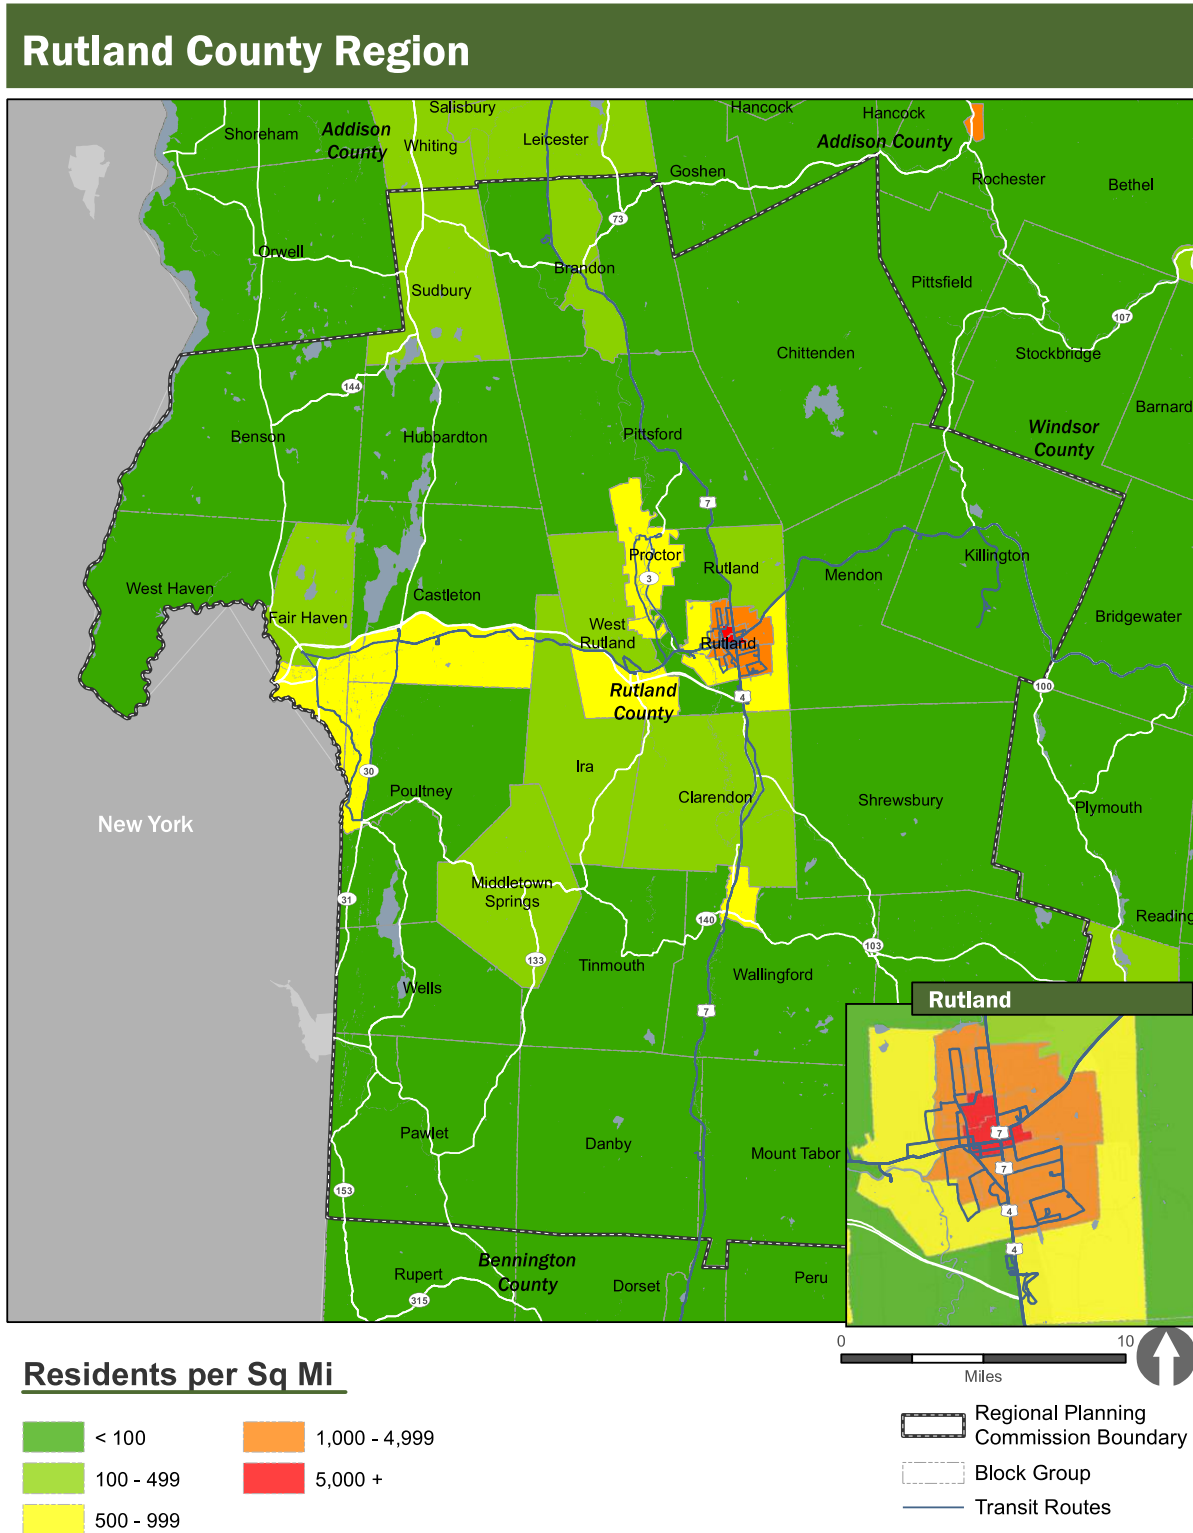 Rutland County Region
Salisbury
Hancock
Hancock
Shoreham
Addison
County
Whiting
Leicester
Addison County
Goshen
Rochester
Bethel
73
Orwell
Brandon
Sudbury
Pittsfield
107
Chittenden
Stockbridge
144
Barnard
Benson
Hubbardton
Pittsford
Windsor
County
7
Proctor
Rutland
Killington
3
Mendon
West Haven
Castleton
Fair Haven
West
Rutland
Rutland
Bridgewater
Rutland
County
4
100
Ira
30
Poultney
Clarendon
Shrewsbury
Plymouth
New York
Middletown
Springs
31
140
Reading
103
133
Tinmouth
Wallingford
Wells
7
Rutland
Pawlet
Danby
Mount Tabor
7
7
153
4
4
Bennington
County
Rupert
Dorset
Peru
315
0
10
Miles
Residents per Sq Mi
< 100
100 - 499
500 - 999
1,000 - 4,999
5,000 +
Regional Planning
Commission Boundary
Block Group
Transit Routes